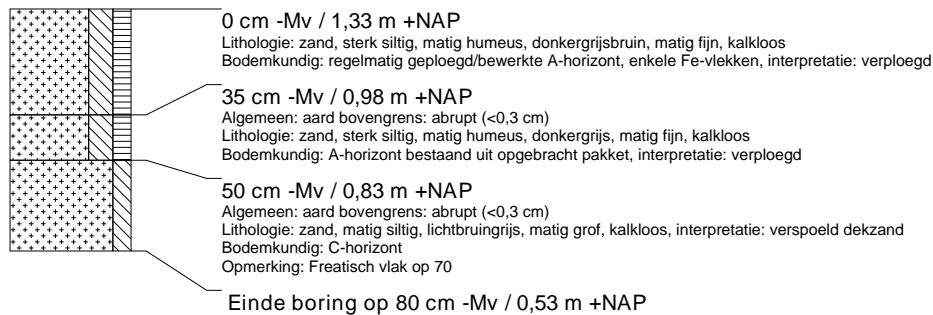 0 cm -Mv / 1,33 m +NAP
Lithologie: zand, sterk siltig, matig humeus, donkergrijsbruin, matig fijn, kalkloos
Bodemkundig: regelmatig geploegd/bewerkte A-horizont, enkele Fe-vlekken, interpretatie: verploegd
35 cm -Mv / 0,98 m +NAP
Algemeen: aard bovengrens: abrupt (<0,3 cm)
Lithologie: zand, sterk siltig, matig humeus, donkergrijs, matig fijn, kalkloos
Bodemkundig: A-horizont bestaand uit opgebracht pakket, interpretatie: verploegd
50 cm -Mv / 0,83 m +NAP
Algemeen: aard bovengrens: abrupt (<0,3 cm)
Lithologie: zand, matig siltig, lichtbruingrijs, matig grof, kalkloos, interpretatie: verspoeld dekzand
Bodemkundig: C-horizont
Opmerking: Freatisch vlak op 70
Einde boring op 80 cm -Mv / 0,53 m +NAP